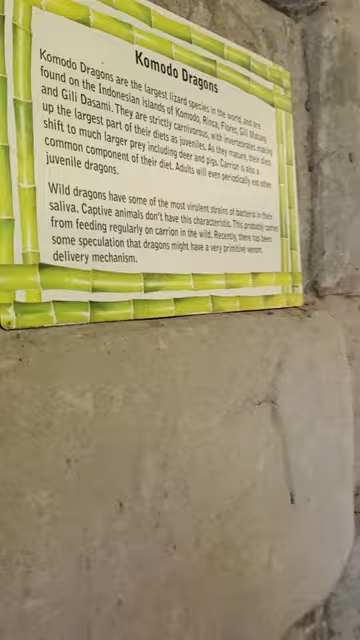 Komodo Dragons
Komodo Dragons are the largest lizard species in the world, and are
found on the Indonesian islands of Komodo, Rinca, Flores, Gili Motang
and Gili Dasami. They are strictly carnivorous, with invertebrates making
up the largest part of their diets as juveniles. As they mature, their diets
shift to much larger prey including deer and pigs. Carrion is also a
common component of their diet. Adults will even periodically eat other
juvenile dragons.
Wild dragons have some of the most virulent strains of bacteria in their
saliva. Captive animals don't have this characteristic. This probably comes
from feeding regularly on carrion in the wild. Recently, there has been
some speculation that dragons might have a very primitive venom
delivery mechanism.